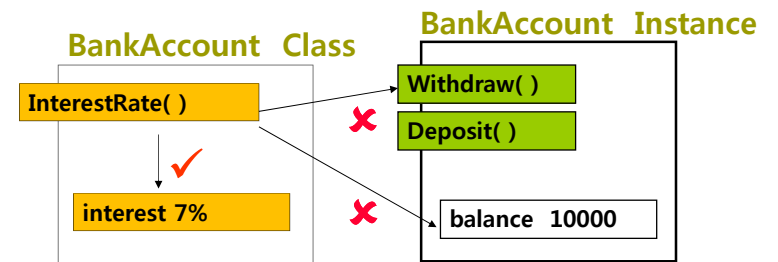 BankAccount Class
BankAccount Instance
InterestRate( )
Withdraw( )
Deposit( )
interest 7%
balance 10000